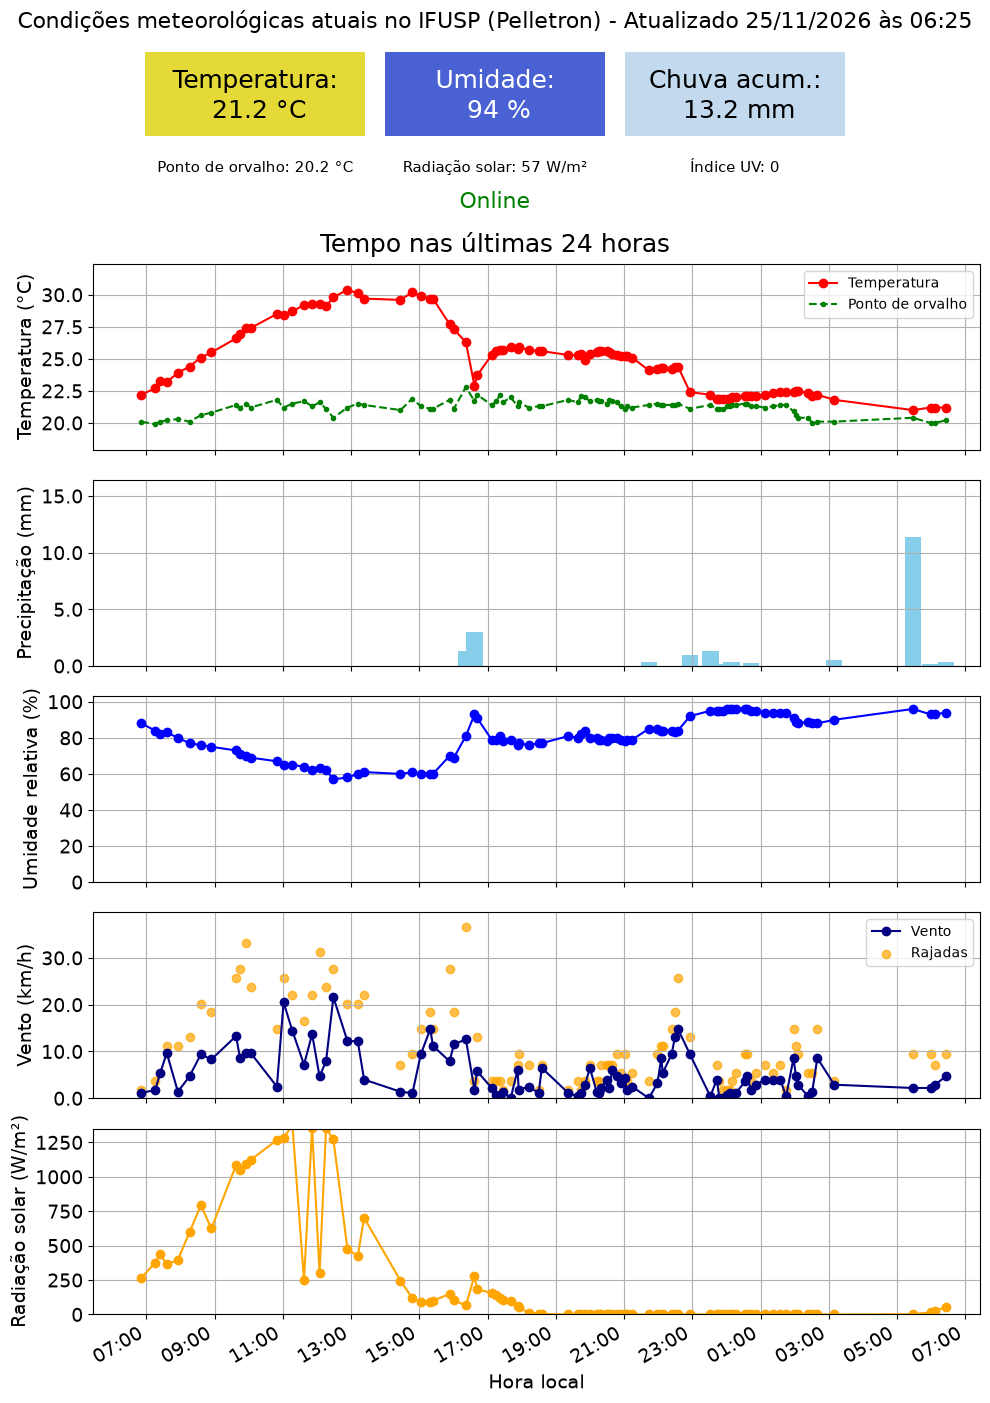 Condições meteorológicas atuais no IFUSP (Pelletron) - Atualizado 25/11/2026 às 06:25
Temperatura:
21.2 °C
Umidade:
94 %
Chuva acum.:
13.2 mm
Ponto de orvalho: 20.2 °C
Radiação solar: 57 W/m²
Índice UV: 0
Online
Tempo nas últimas 24 horas
Temperatura (°C)
30.0
27.5
25.0
22.5
20.0
Temperatura
Ponto de orvalho
Precipitação (mm)
15.0
10.0
5.0
0.0
Umidade relativa (%)
100
80
60
40
20
0
Vento (km/h)
30.0
20.0
10.0
0.0
Vento
Rajadas
Radiação solar (W/m²)
1250
1000
750
500
250
0
07:00 09:00 11:00 13:00 15:00 17:00 19:00 21:00 23:00 01:00 03:00 05:00 07:00
Hora local